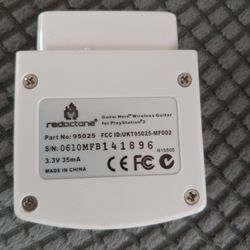 redoctane
Guitar Hero Wireless Guitar
for PlayStation 2
Part No: 95025 FCC ID:UKT95025-MF002
S/N: 0610MFB141896
3.3V 35mA
N15505
MADE IN CHINA